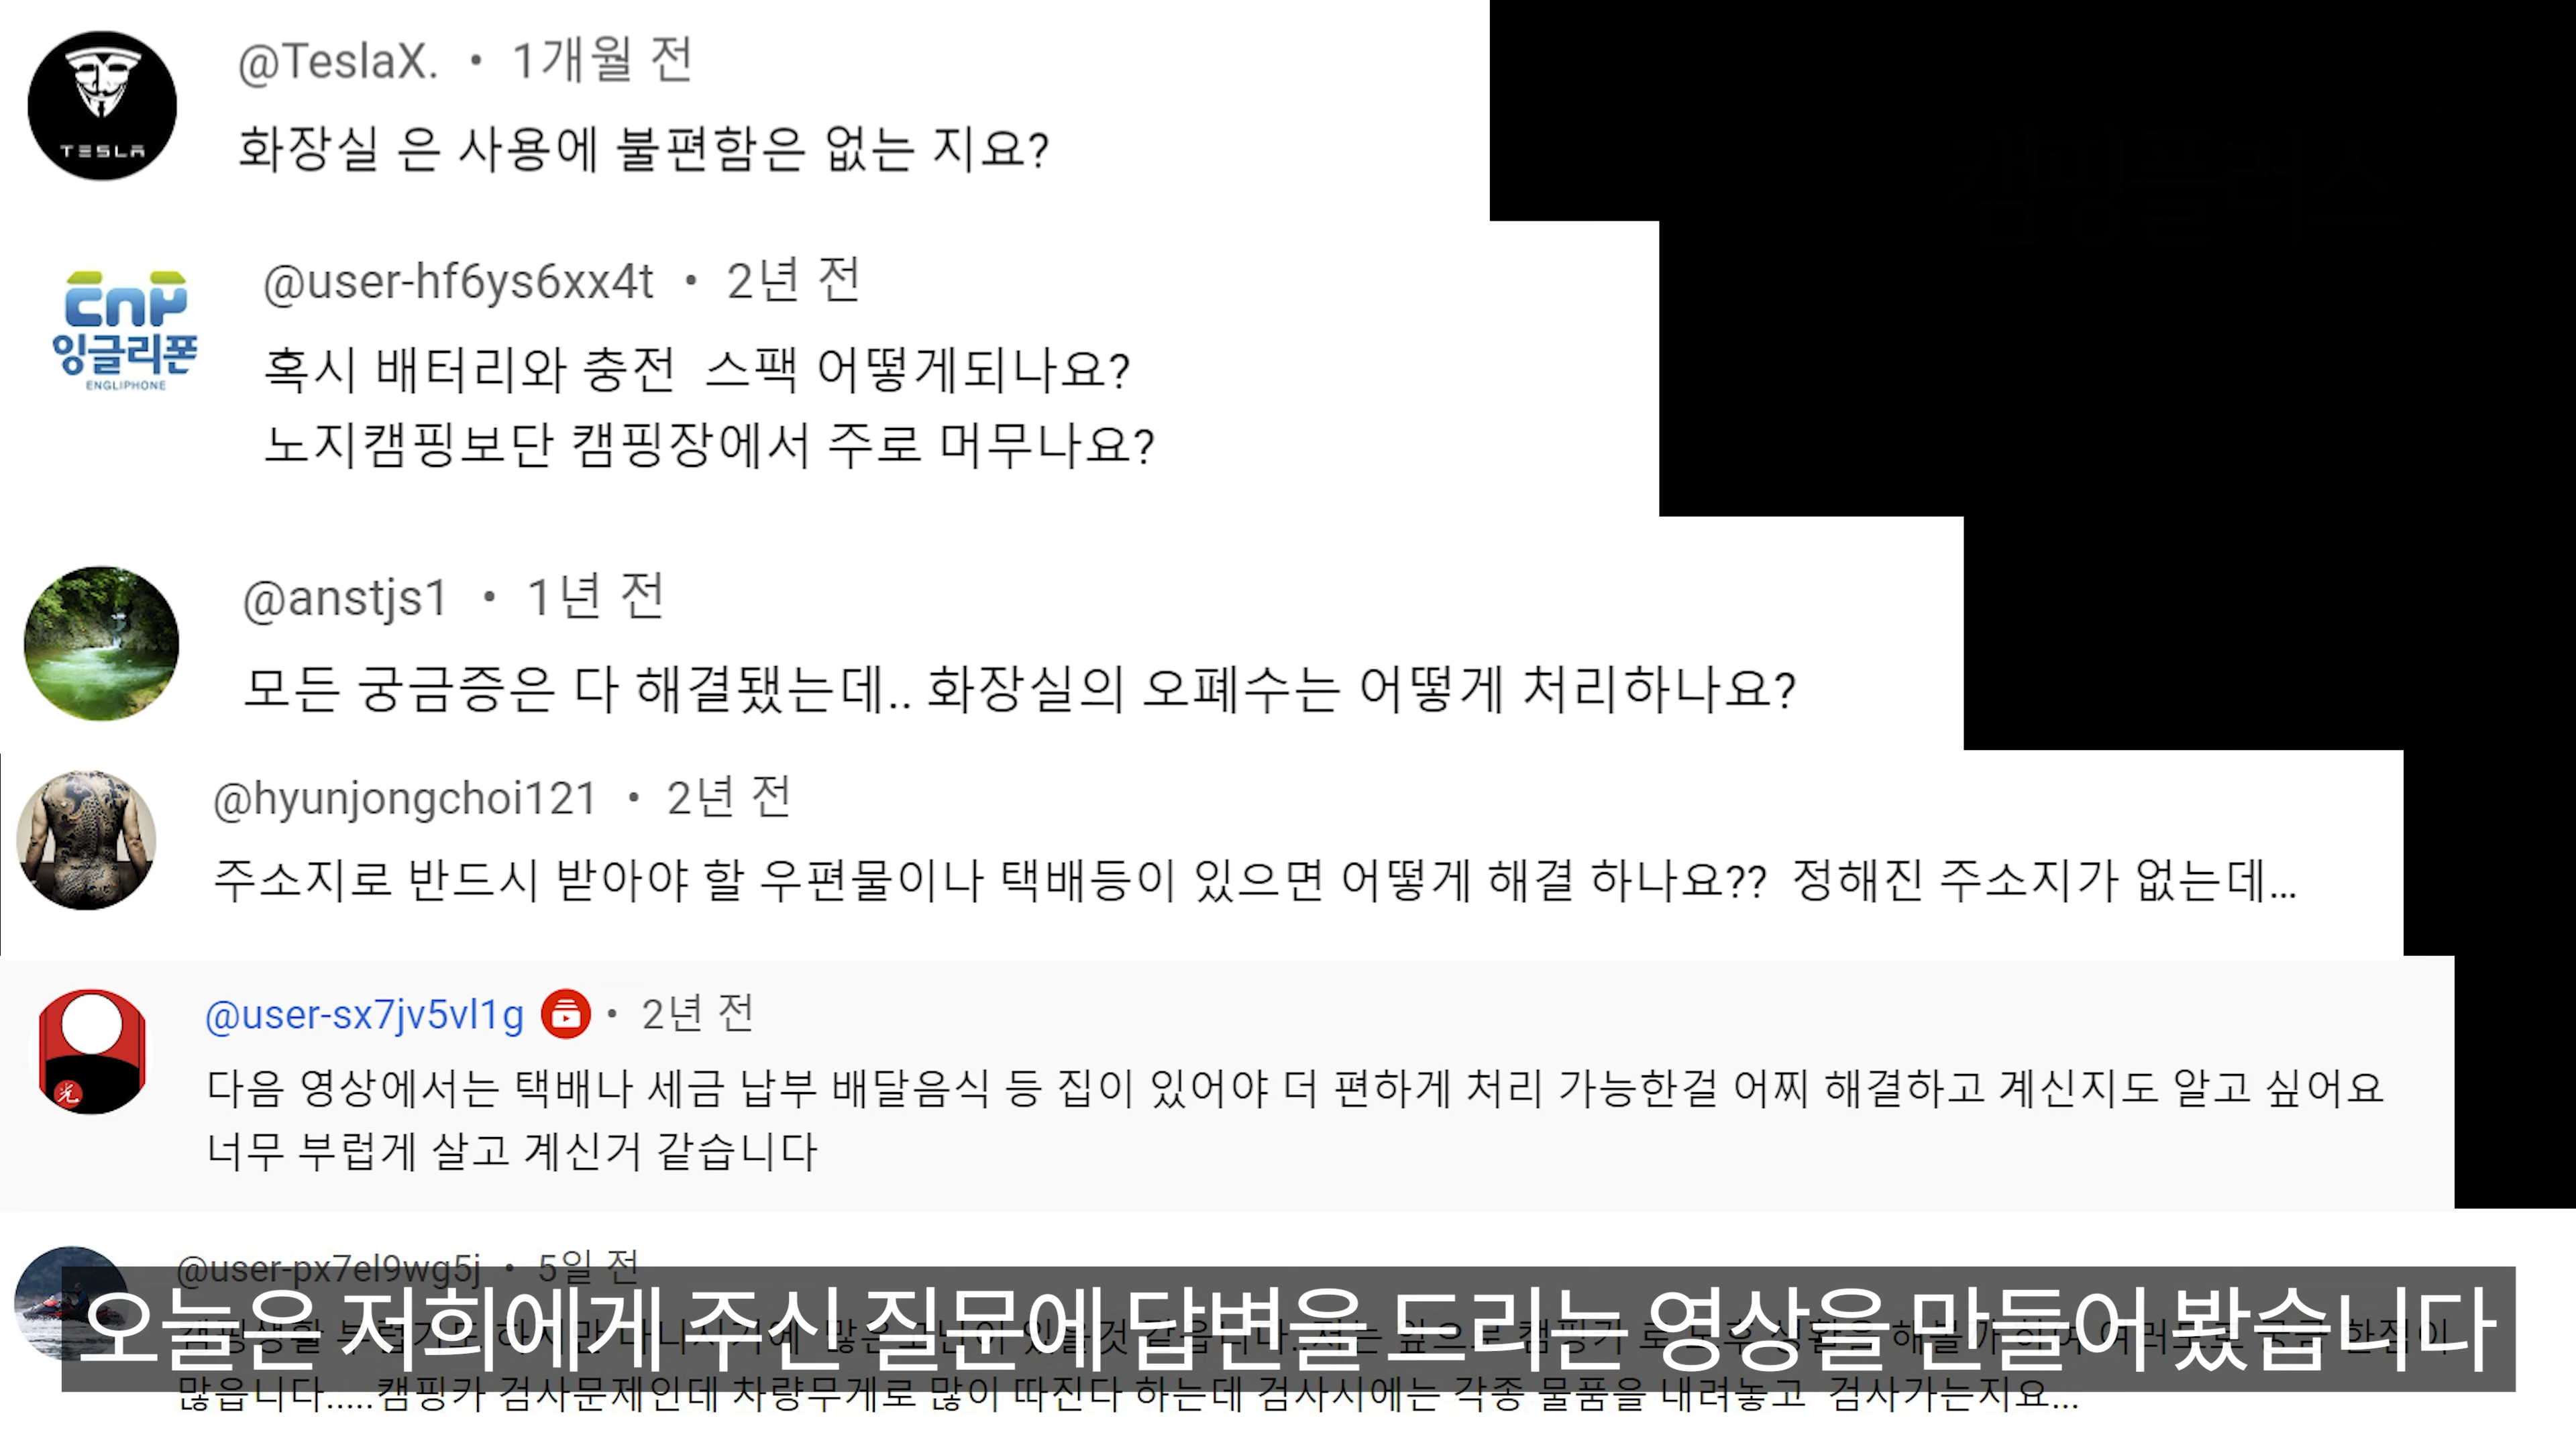 @TeslaX. • 1개월 전
TESLA
화장실 은 사용에 불편함은 없는 지요?
캠핑플러스
@user-hf6ys6xx4t • 2년 전
cnp
잉글리폰
ENGLIPHONE
혹시 배터리와 충전 스팩 어떻게되나요?
노지캠핑보단 캠핑장에서 주로 머무나요?
@anstjs1 • 1년 전
모든 궁금증은 다 해결됐는데.. 화장실의 오폐수는 어떻게 처리하나요?
@hyunjongchoi121 • 2년 전
주소지로 반드시 받아야 할 우편물이나 택배등이 있으면 어떻게 해결 하나요?? 정해진 주소지가 없는데...
@user-sx7jv5vl1g • 2년 전
光
다음 영상에서는 택배나 세금 납부 배달음식 등 집이 있어야 더 편하게 처리 가능한걸 어찌 해결하고 계신지도 알고 싶어요
너무 부럽게 살고 계신거 같습니다
@user-px7el9wg5j • 5일 전
오늘은 저희에게 주신 질문에 답변을 드리는 영상을 만들어 봤습니다
많읍니다.....캠핑카 검사문제인데 차량무게로 많이 따진다 하는데 검사시에는 각종 물품을 내려놓고 검사가는지요...